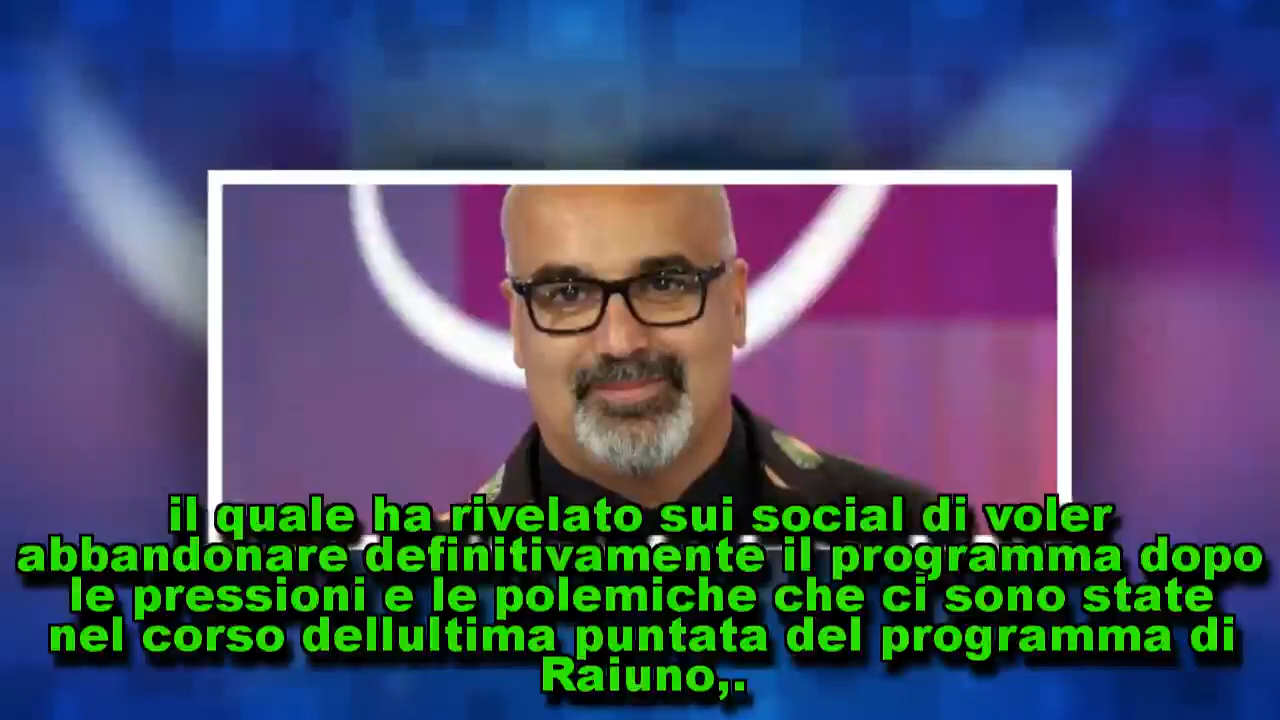 il quale ha rivelato sui social di voler
abbandonare definitivamente il programma dopo
le pressioni e le polemiche che ci sono state
nel corso dellultima puntata del programma di
Raiuno,.